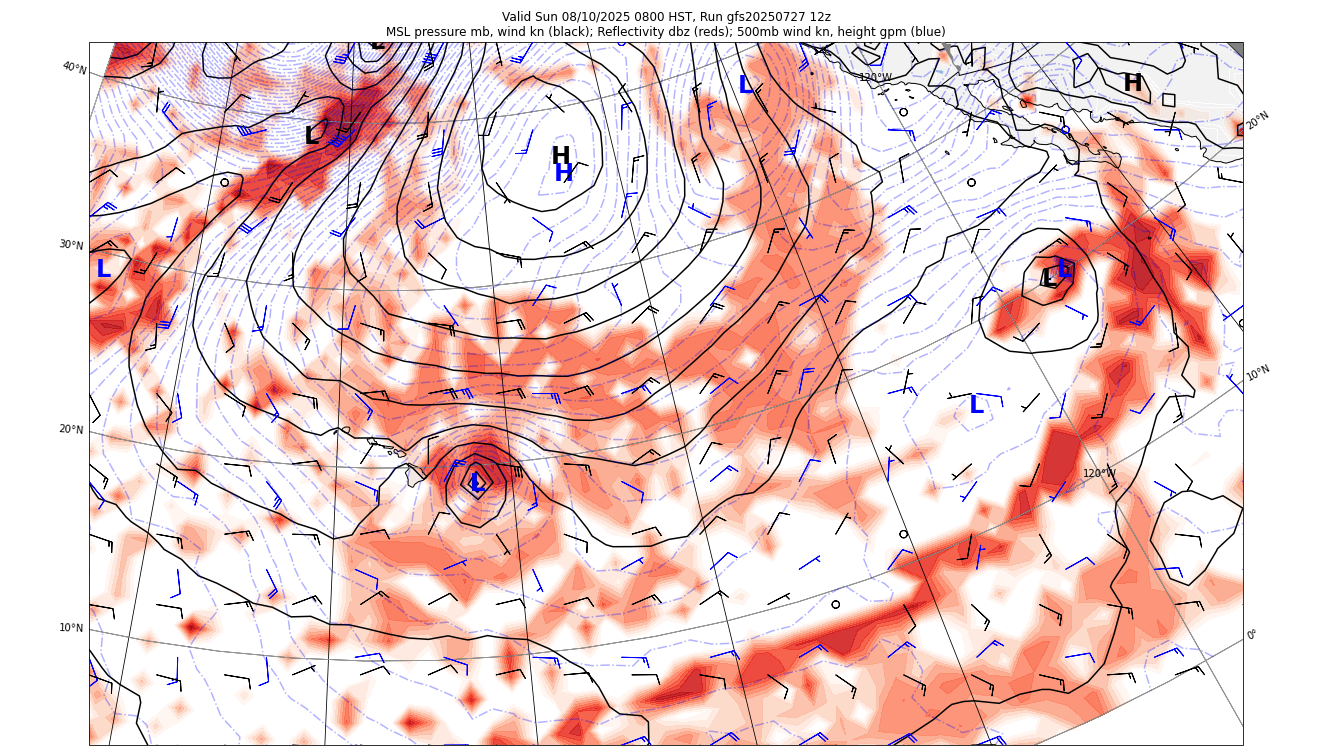 Valid Sun 08/10/2025 0800 HST, Run gfs20250727 12z
MSL pressure mb, wind kn (black); Reflectivity dbz (reds); 500mb wind kn, height gpm (blue)
L
40°N
120°W
L
H
20°N
L
H
H
30°N
L
L
L
10°N
L
20°N
120°W
L
10°N
0°